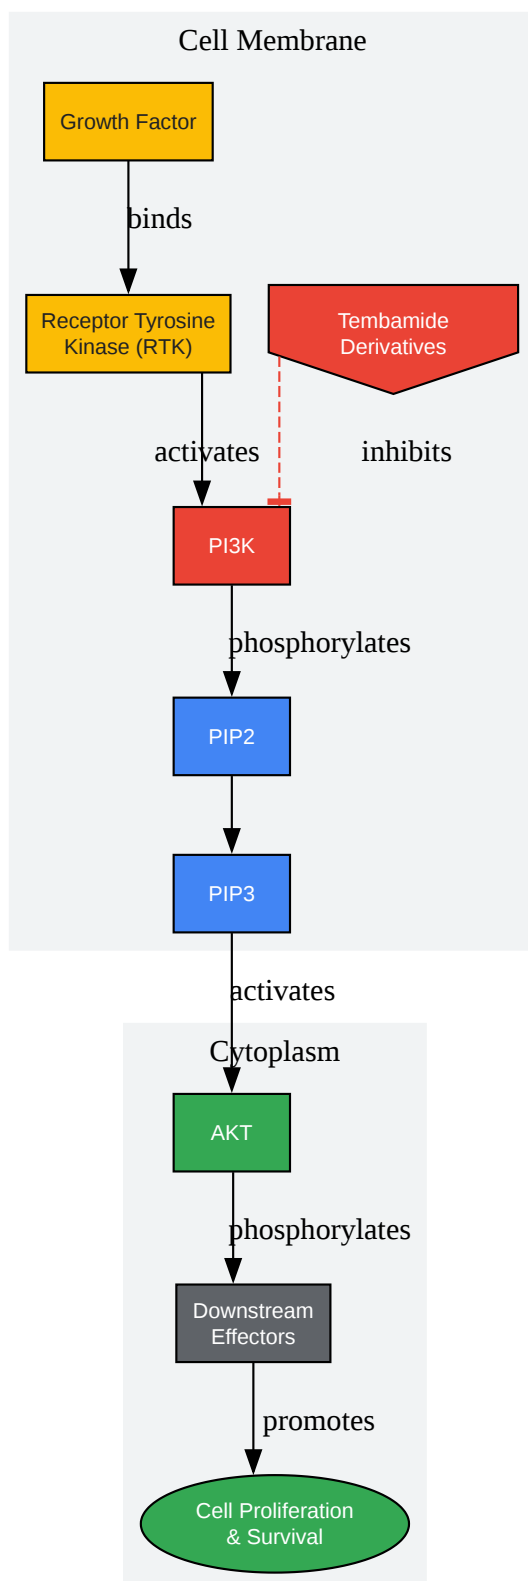 Cell Membrane
Growth Factor
binds
Receptor Tyrosine
Kinase (RTK)
Tembamide
Derivatives
activates
inhibits
PI3K
phosphorylates
PIP2
PIP3
activates
Cytoplasm
AKT
phosphorylates
Downstream
Effectors
promotes
Cell Proliferation
& Survival